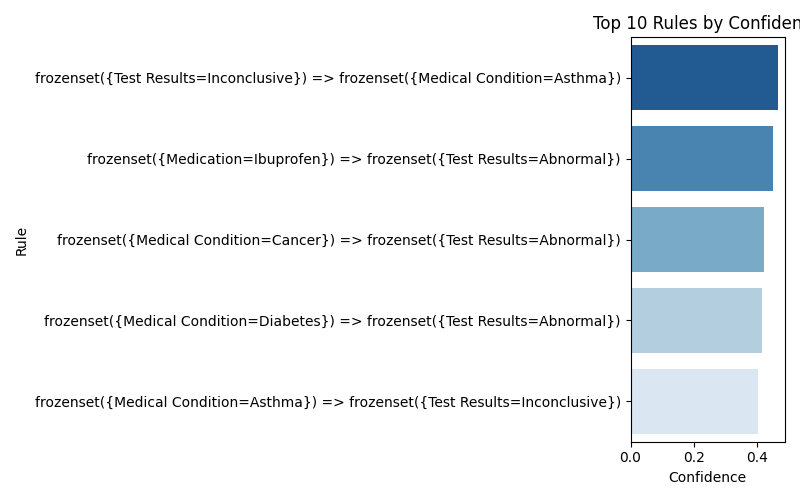 Top 10 Rules by Confiden
frozenset({Test Results=Inconclusive}) => frozenset({Medical Condition=Asthma})
frozenset({Medication=Ibuprofen}) => frozenset({Test Results=Abnormal})
frozenset({Medical Condition=Cancer}) => frozenset({Test Results=Abnormal})
frozenset({Medical Condition=Diabetes}) => frozenset({Test Results=Abnormal})
frozenset({Medical Condition=Asthma}) => frozenset({Test Results=Inconclusive})
Rule
0.0 0.2 0.4
Confidence